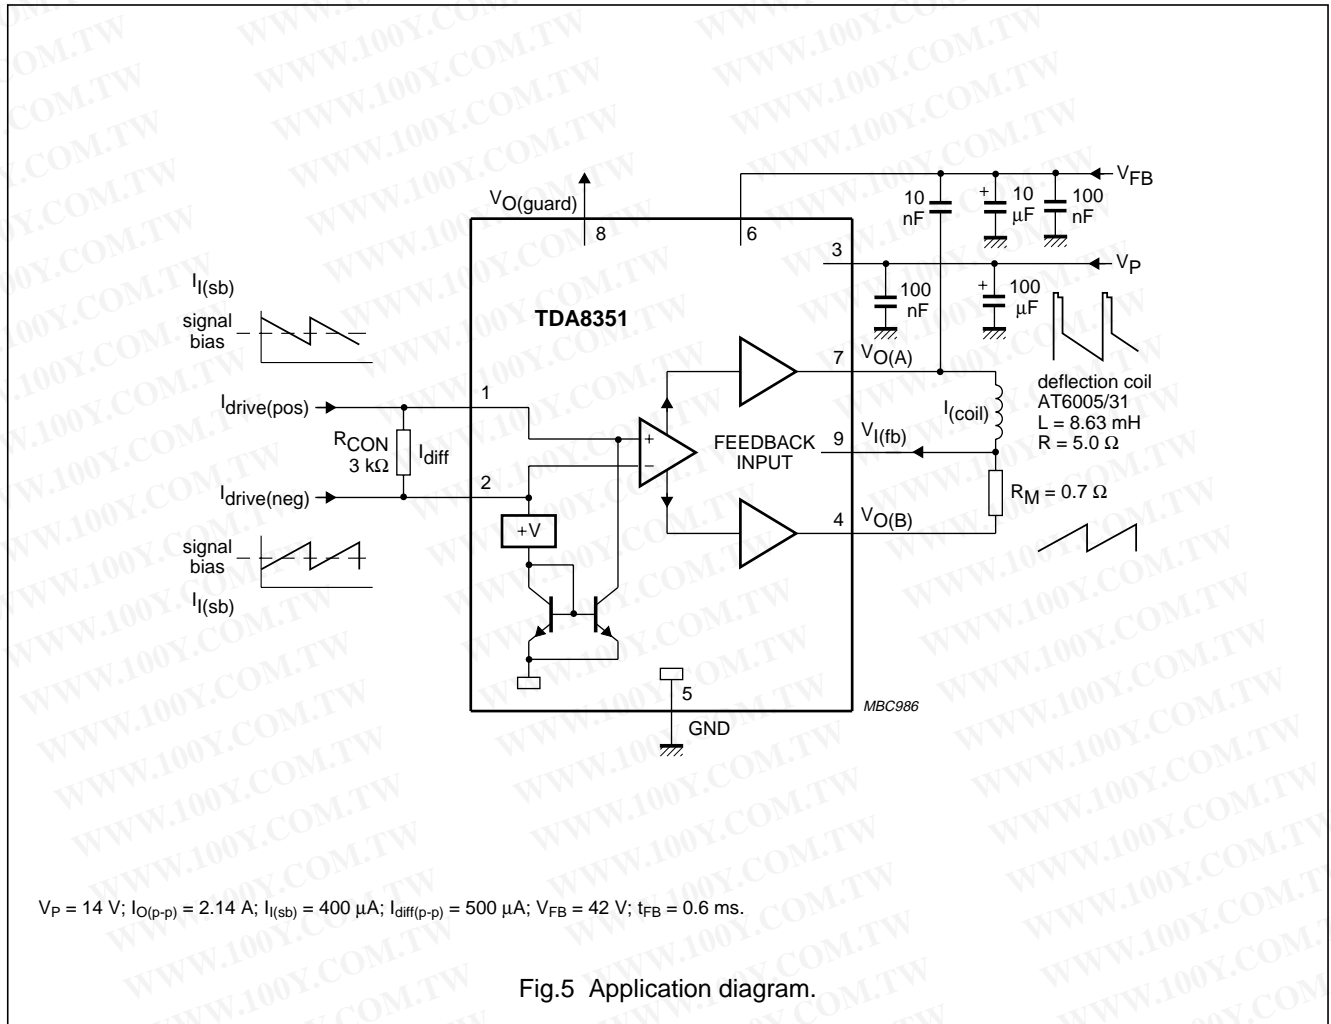 V_FB
10 nF
+ 10 µF
100 nF
V_O(guard)
8
6
3
V_P
100 nF
+ 100 µF
I_I(sb)
signal bias
TDA8351
7
V_O(A)
deflection coil
AT6005/31
L = 8.63 mH
R = 5.0 Ω
I_(coil)
1
I_drive(pos)
R_CON
3 kΩ
I_diff
+
−
FEEDBACK
INPUT
9
V_I(fb)
2
I_drive(neg)
R_M = 0.7 Ω
+V
4
V_O(B)
signal bias
I_I(sb)
5
GND
MBC986
V_P = 14 V; I_O(p-p) = 2.14 A; I_I(sb) = 400 µA; I_diff(p-p) = 500 µA; V_FB = 42 V; t_FB = 0.6 ms.
Fig.5 Application diagram.
WWW.100Y.COM.TW